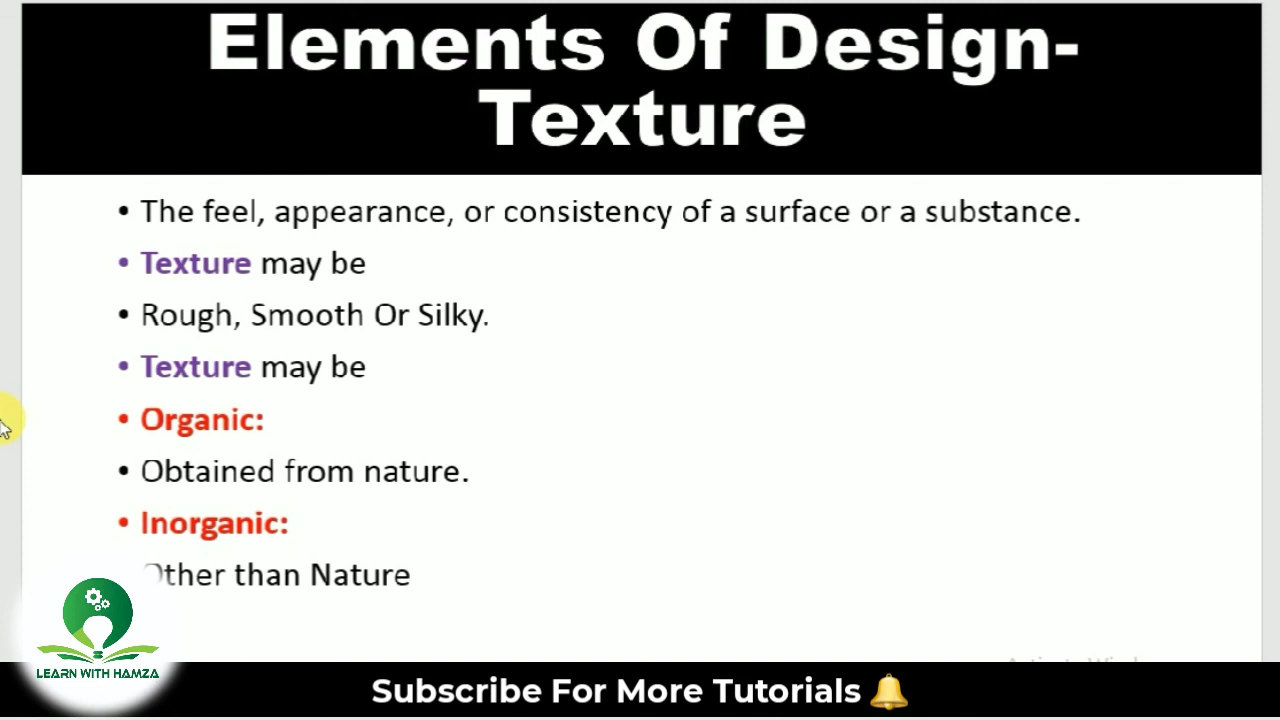 Elements Of Design-
Texture
• The feel, appearance, or consistency of a surface or a substance.
• Texture may be
• Rough, Smooth Or Silky.
• Texture may be
• Organic:
• Obtained from nature.
• Inorganic:
Other than Nature
LEARN WITH HAMZA
Subscribe For More Tutorials